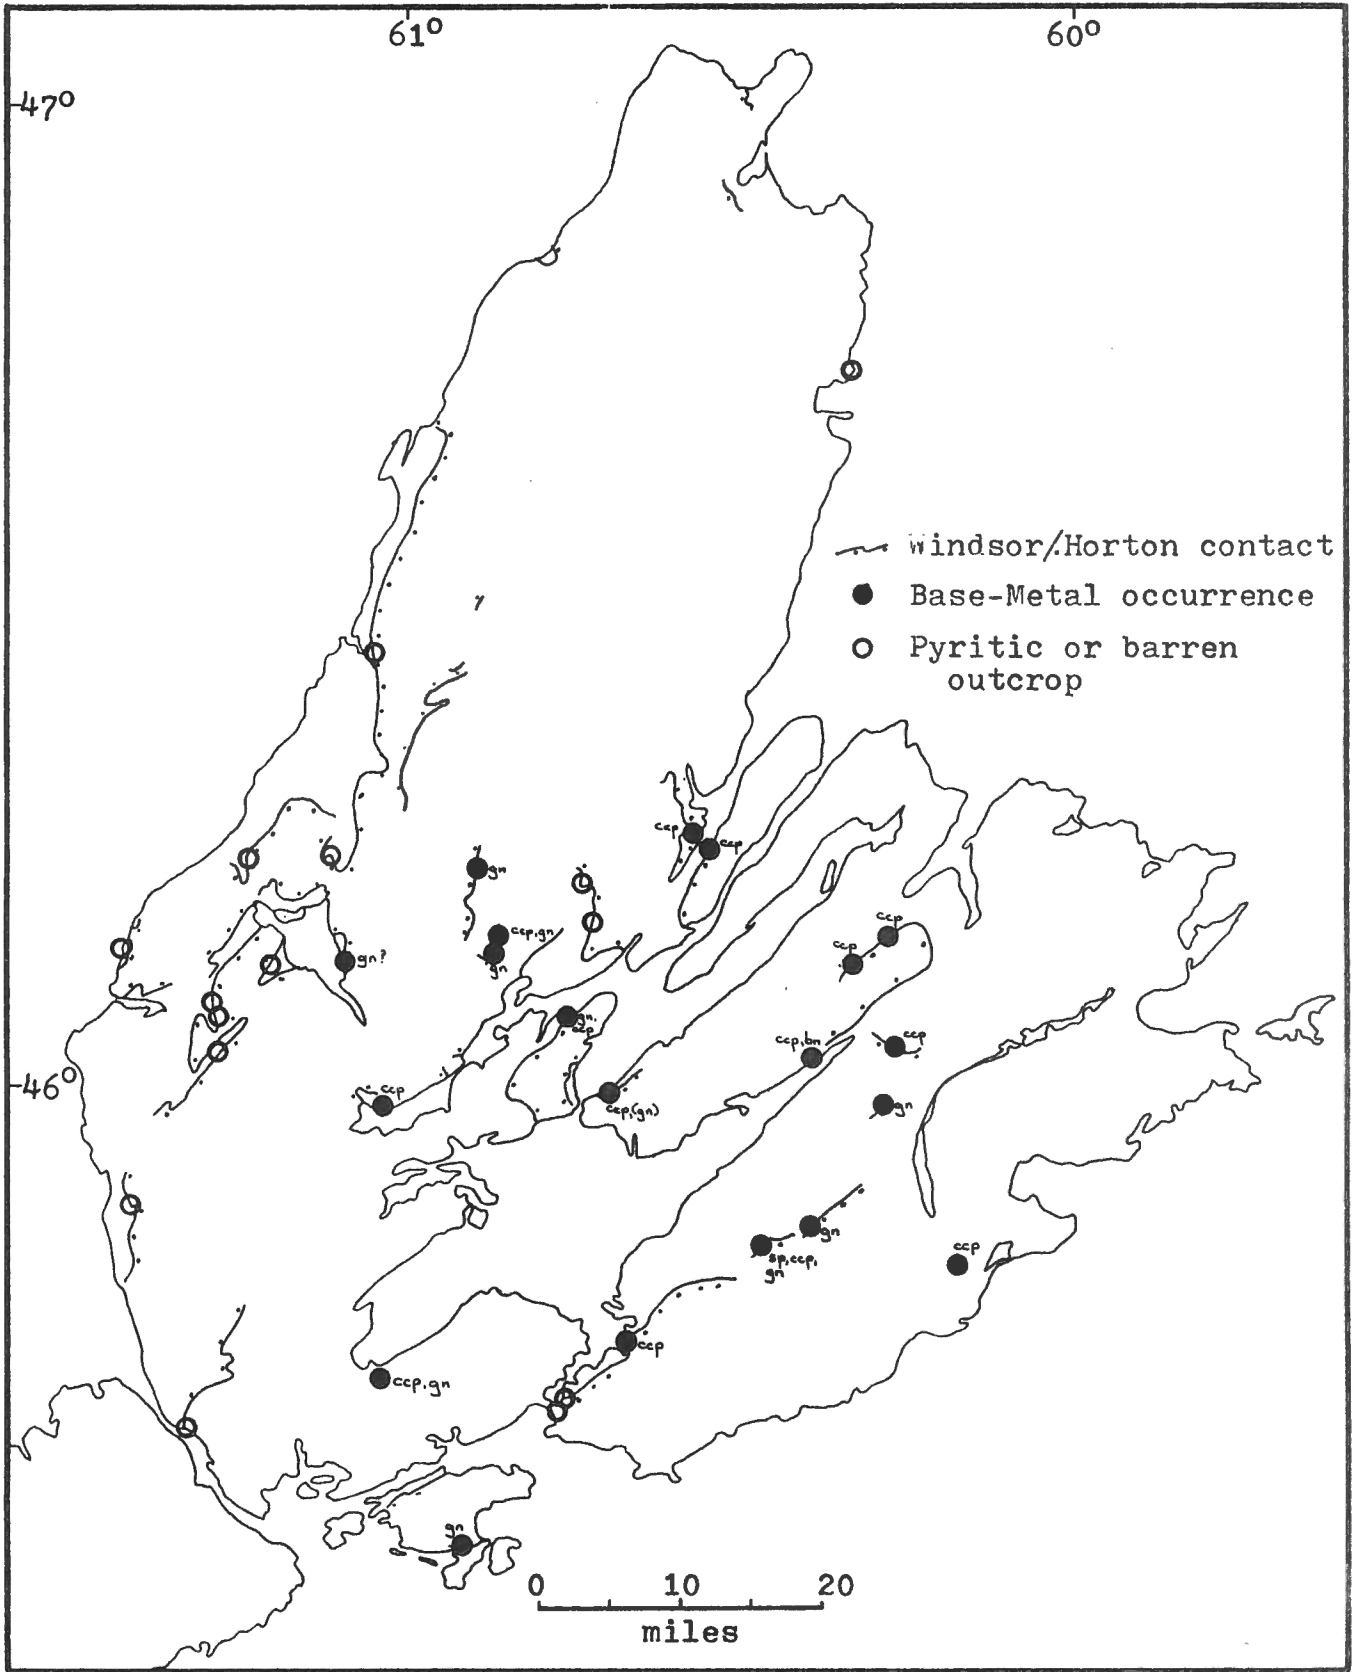 61° 60°
47°
Windsor/Horton contact
Base-Metal occurrence
Pyritic or barren
outcrop
ccp
ccp
gn
ccp
ccp,gn
ccp
gn?
gn
gn,
ccp
ccp,bn
ccp
46°
ccp
ccp,(gn)
gn
gn
ccp
sp,ccp,
gn
ccp
ccp,gn
gn
0 10 20
miles